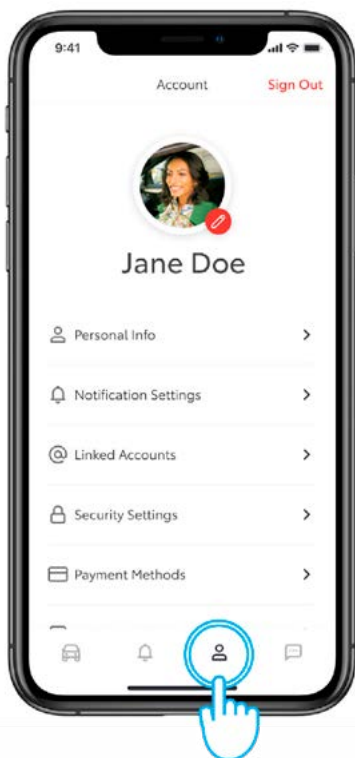 9:41
Account
Sign Out
Jane Doe
Personal Info
Notification Settings
Linked Accounts
Security Settings
Payment Methods